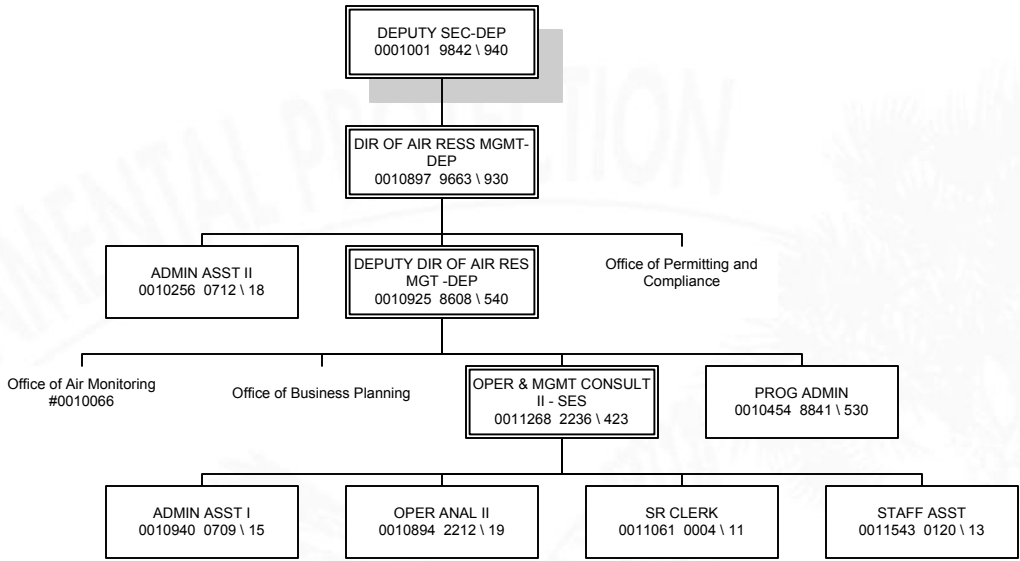 DEPUTY SEC-DEP
0001001 9842 \ 940
DIR OF AIR RESS MGMT-
DEP
0010897 9663 \ 930
ADMIN ASST II
0010256 0712 \ 18
DEPUTY DIR OF AIR RES
MGT -DEP
0010925 8608 \ 540
Office of Permitting and
Compliance
Office of Air Monitoring
#0010066
Office of Business Planning
OPER & MGMT CONSULT
II - SES
0011268 2236 \ 423
PROG ADMIN
0010454 8841 \ 530
ADMIN ASST I
0010940 0709 \ 15
OPER ANAL II
0010894 2212 \ 19
SR CLERK
0011061 0004 \ 11
STAFF ASST
0011543 0120 \ 13